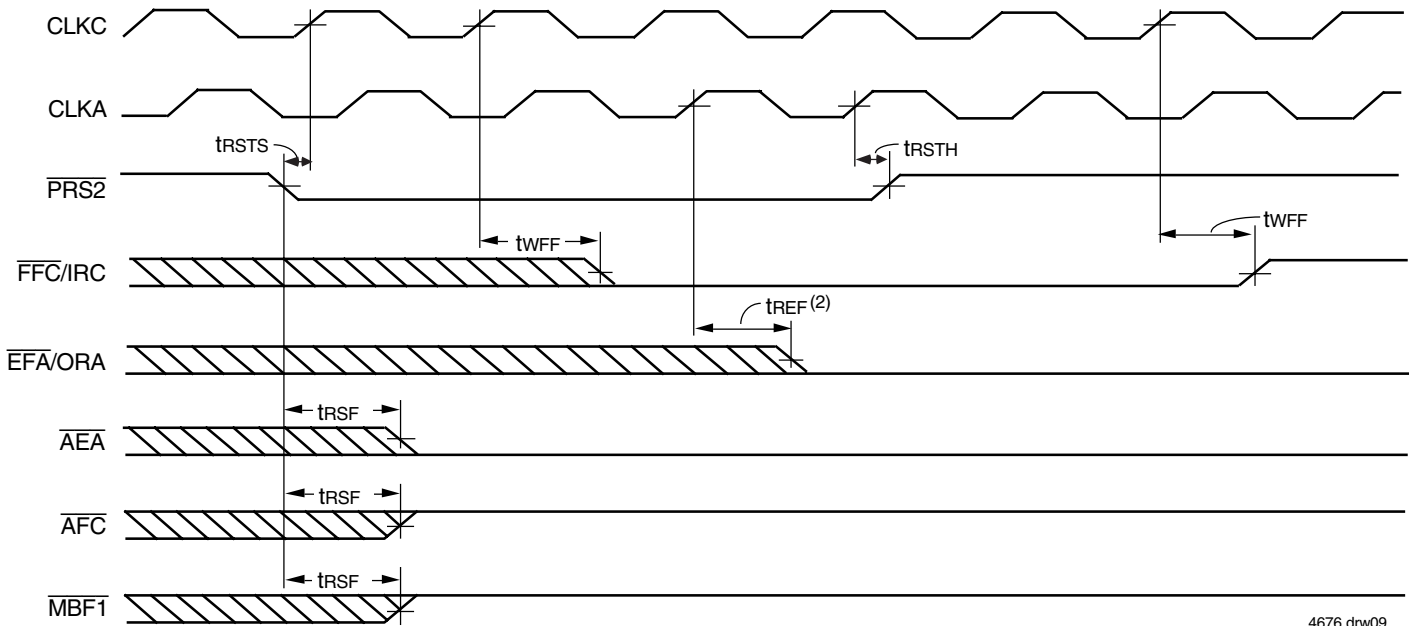 CLKC
CLKA
tRSTS
tRSTH
PRS2
tWFF
tWFF
FFC/IRC
tREF(2)
EFA/ORA
tRSF
AEA
tRSF
AFC
tRSF
MBF1
4676 drw09